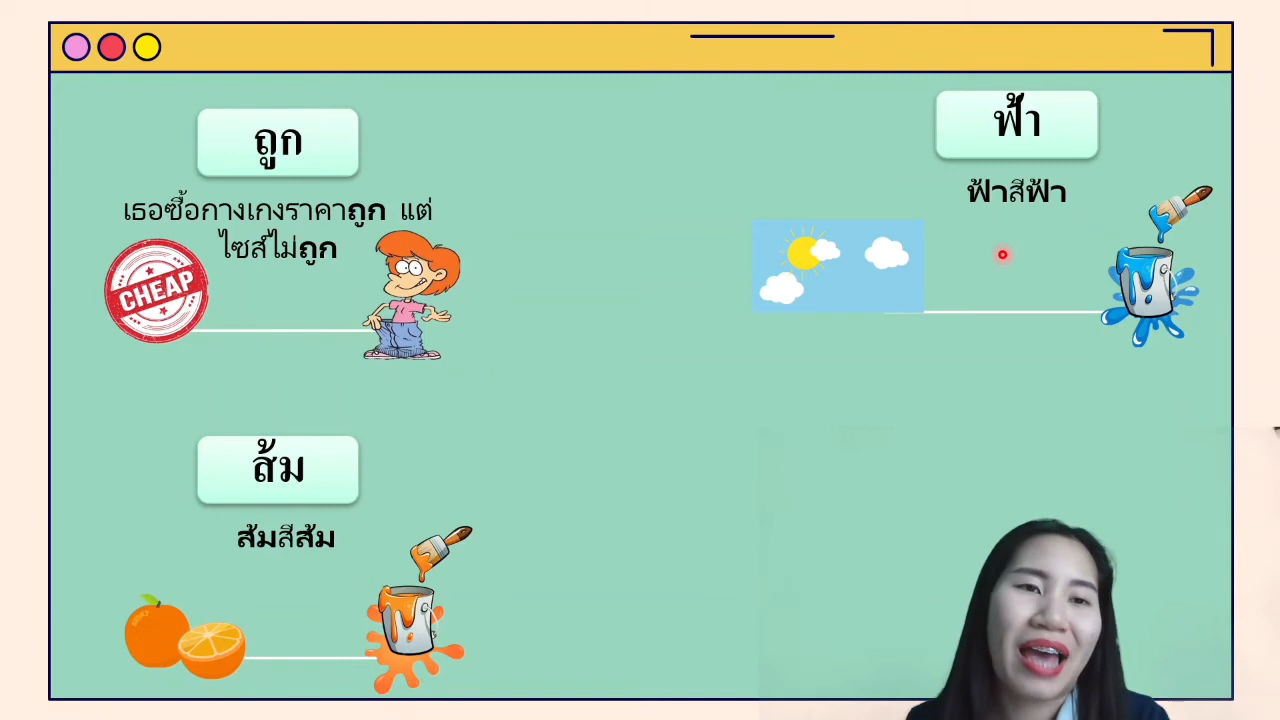 ถูก
เธอซื้อกางเกงราคาถูก แต่
ไซส์ไม่ถูก
CHEAP
ฟ้า
ฟ้าสีฟ้า
ส้ม
ส้มสีส้ม